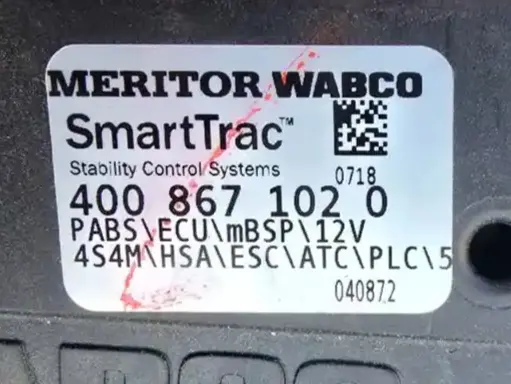 MERITOR WABCO
SmartTrac™
Stability Control Systems 0718
400 867 102 0
PABS\ECU\mBSP\12V
4S4M\HSA\ESC\ATC\PLC\5
040872